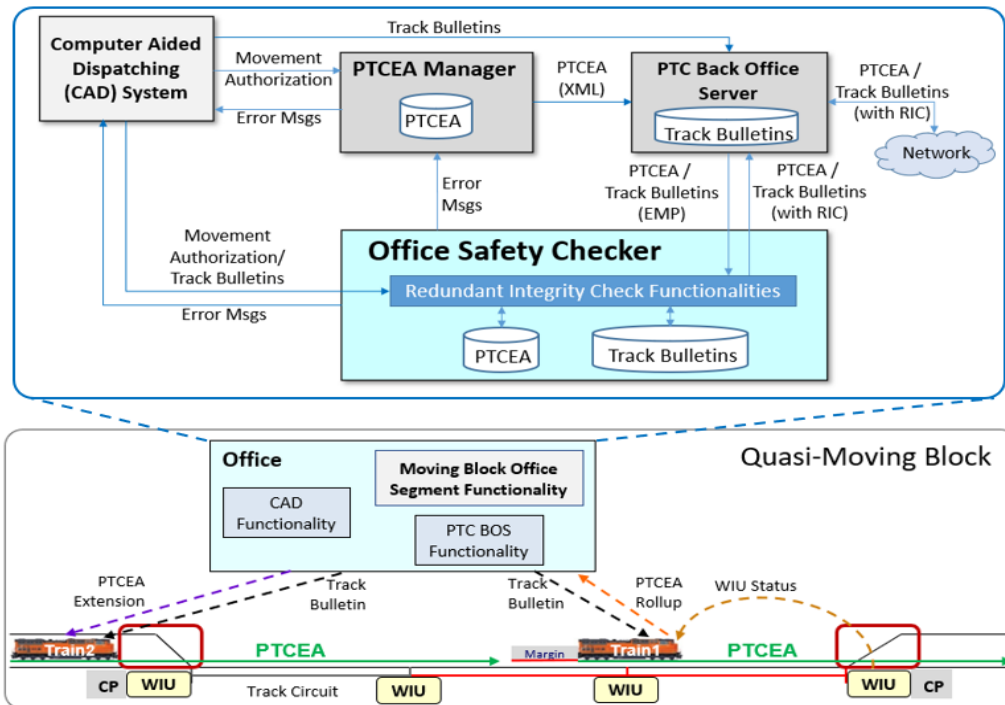 Computer Aided
Dispatching
(CAD) System
Track Bulletins
Movement
Authorization
Error Msgs
PTCEA Manager
PTCEA
PTCEA
(XML)
PTC Back Office
Server
Track Bulletins
PTCEA /
Track Bulletins
(with RIC)
Network
Error
Msgs
PTCEA /
Track Bulletins
(EMP)
PTCEA /
Track Bulletins
(with RIC)
Movement
Authorization/
Track Bulletins
Error Msgs
Office Safety Checker
Redundant Integrity Check Functionalities
PTCEA
Track Bulletins
Quasi-Moving Block
Office
Moving Block Office
Segment Functionality
CAD
Functionality
PTC BOS
Functionality
PTCEA
Extension
Track
Bulletin
Track
Bulletin
PTCEA
Rollup
WIU Status
Train2
PTCEA
Margin
Train1
PTCEA
CP
WIU
Track Circuit
WIU
WIU
WIU
CP